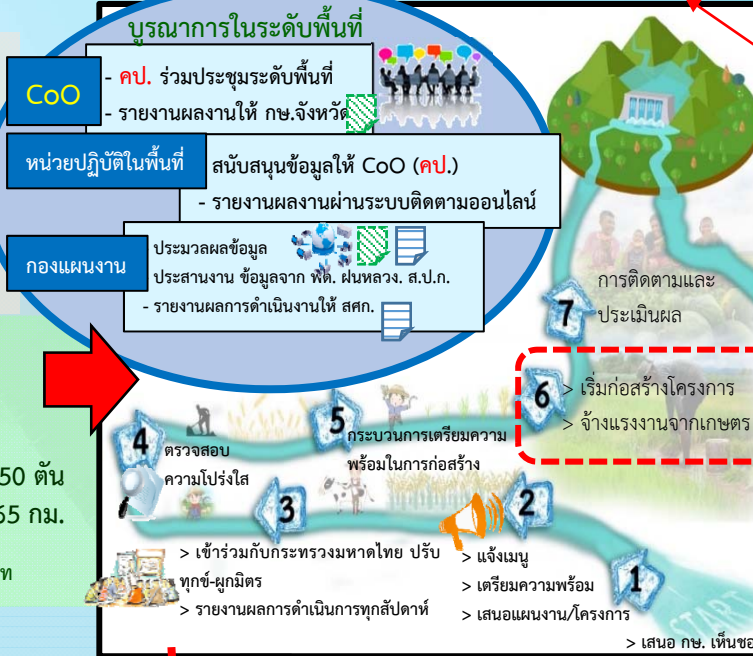 บูรณาการในระดับพื้นที่
CoO
- คป. ร่วมประชุมระดับพื้นที่
- รายงานผลงานให้ กษ.จังหวัด
หน่วยปฏิบัติในพื้นที่
สนับสนุนข้อมูลให้ CoO (คป.)
- รายงานผลงานผ่านระบบติดตามออนไลน์
กองแผนงาน
ประมวลผลข้อมูล
ประสานงาน ข้อมูลจาก พด. ฝนหลวง. ส.ป.ก.
- รายงานผลการดำเนินงานให้ สศก.
7
การติดตามและ
ประเมินผล
6
> เริ่มก่อสร้างโครงการ
> จ้างแรงงานจากเกษตร
5
กระบวนการเตรียมความ
พร้อมในการก่อสร้าง
4
ตรวจสอบ
ความโปร่งใส
50 ตัน
65 กม.
ท
3
> เข้าร่วมกับกระทรวงมหาดไทย ปรับ
ทุกข์-ผูกมิตร
> รายงานผลการดำเนินการทุกสัปดาห์
2
> แจ้งเมนู
> เตรียมความพร้อม
> เสนอแผนงาน/โครงการ
1
START
> เสนอ กษ. เห็นชอ